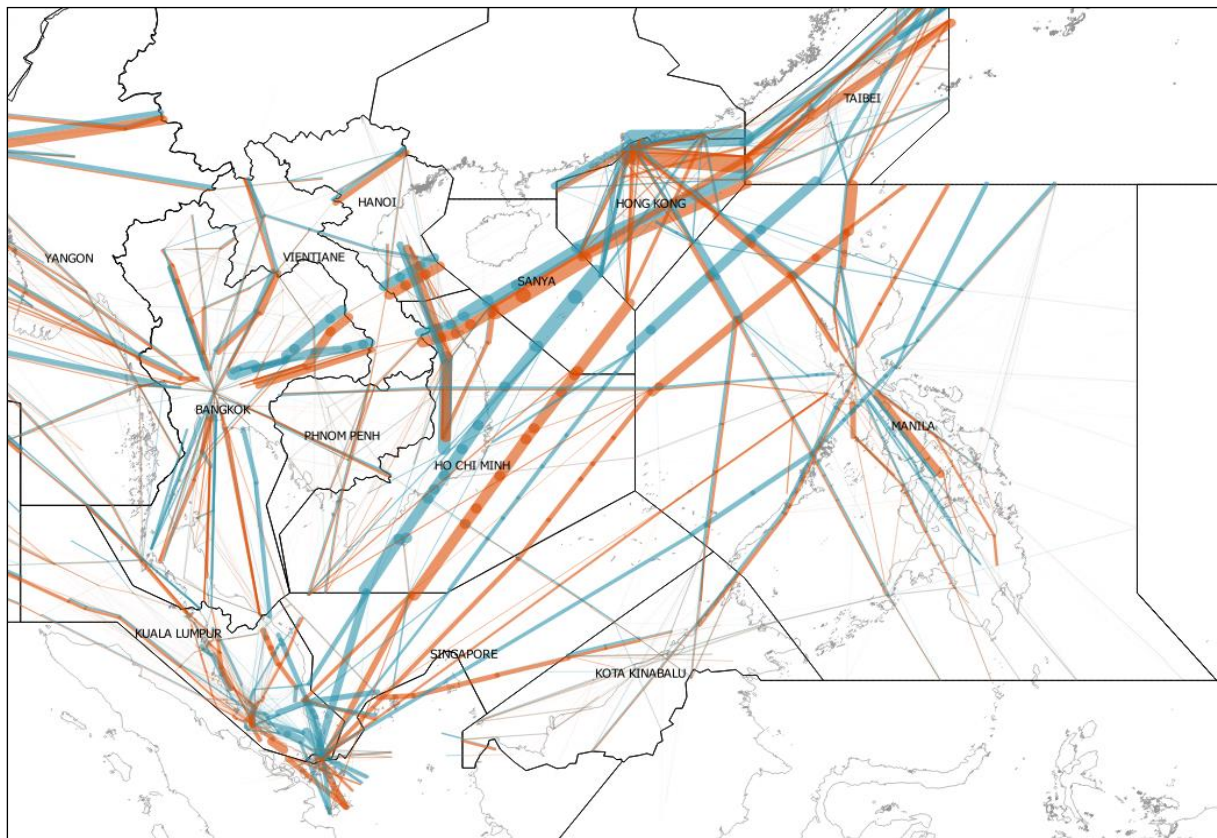 TAIBEI
HANOI
HONG KONG
YANGON
VIENTIANE
SANYA
BANGKOK
PHNOM PENH
MANILA
HO CHI MINH
KUALA LUMPUR
SINGAPORE
KOTA KINABALU